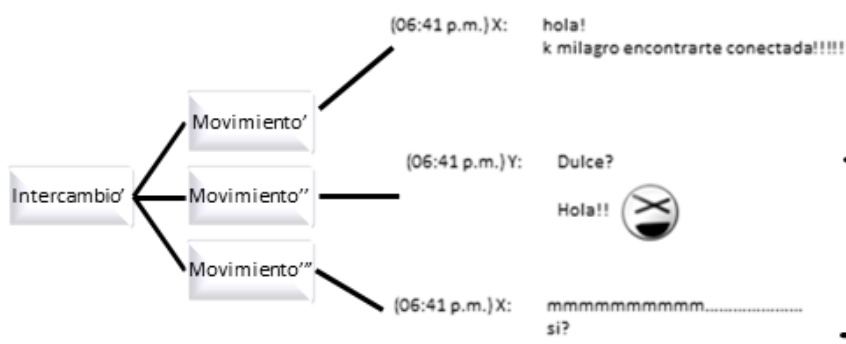 (06:41 p.m.) X: hola!
k milagro encontrarte conectada!!!!!
Movimiento'
(06:41 p.m.) Y: Dulce?
Intercambio' Movimiento''
Hola!!
Movimiento'''
(06:41 p.m.) X: mmmmmmmmmm.....................
si?